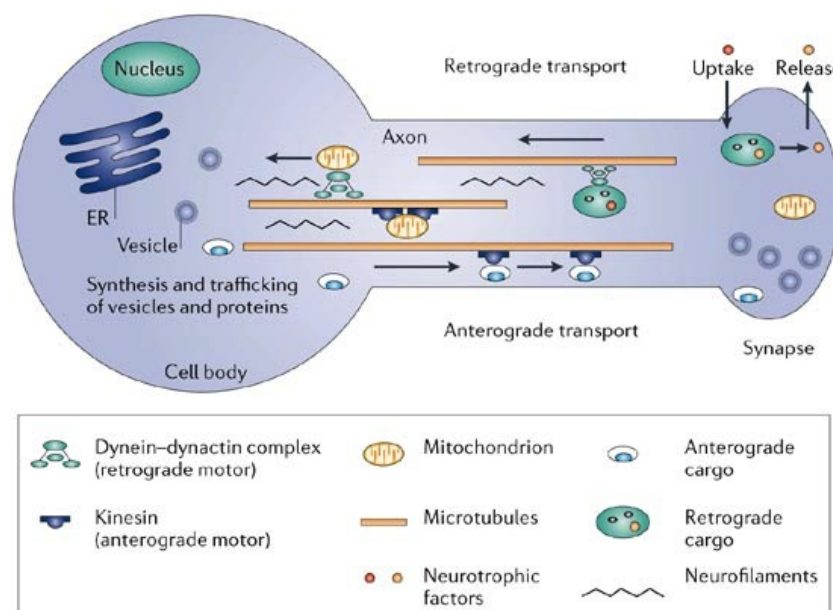 Nucleus
Retrograde transport
Uptake
Release
Axon
ER
Vesicle
Synthesis and trafficking
of vesicles and proteins
Anterograde transport
Synapse
Cell body
Dynein–dynactin complex
(retrograde motor)
Mitochondrion
Anterograde
cargo
Kinesin
(anterograde motor)
Microtubules
Retrograde
cargo
Neurotrophic
factors
Neurofilaments